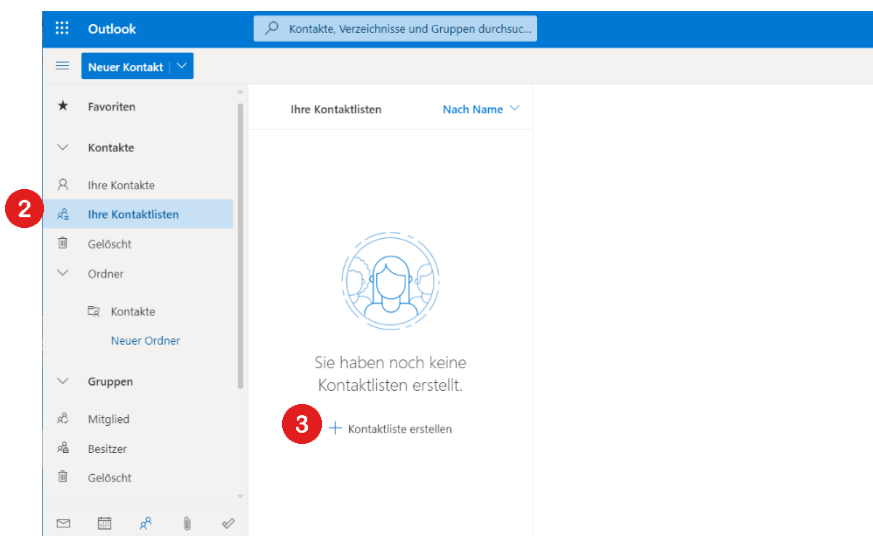 Outlook
Kontakte, Verzeichnisse und Gruppen durchsuc...
Neuer Kontakt
Favoriten
Kontakte
Ihre Kontakte
2
Ihre Kontaktlisten
Gelöscht
Ordner
Kontakte
Neuer Ordner
Gruppen
Mitglied
Besitzer
Gelöscht
Ihre Kontaktlisten
Nach Name
Sie haben noch keine
Kontaktlisten erstellt.
3
+ Kontaktliste erstellen